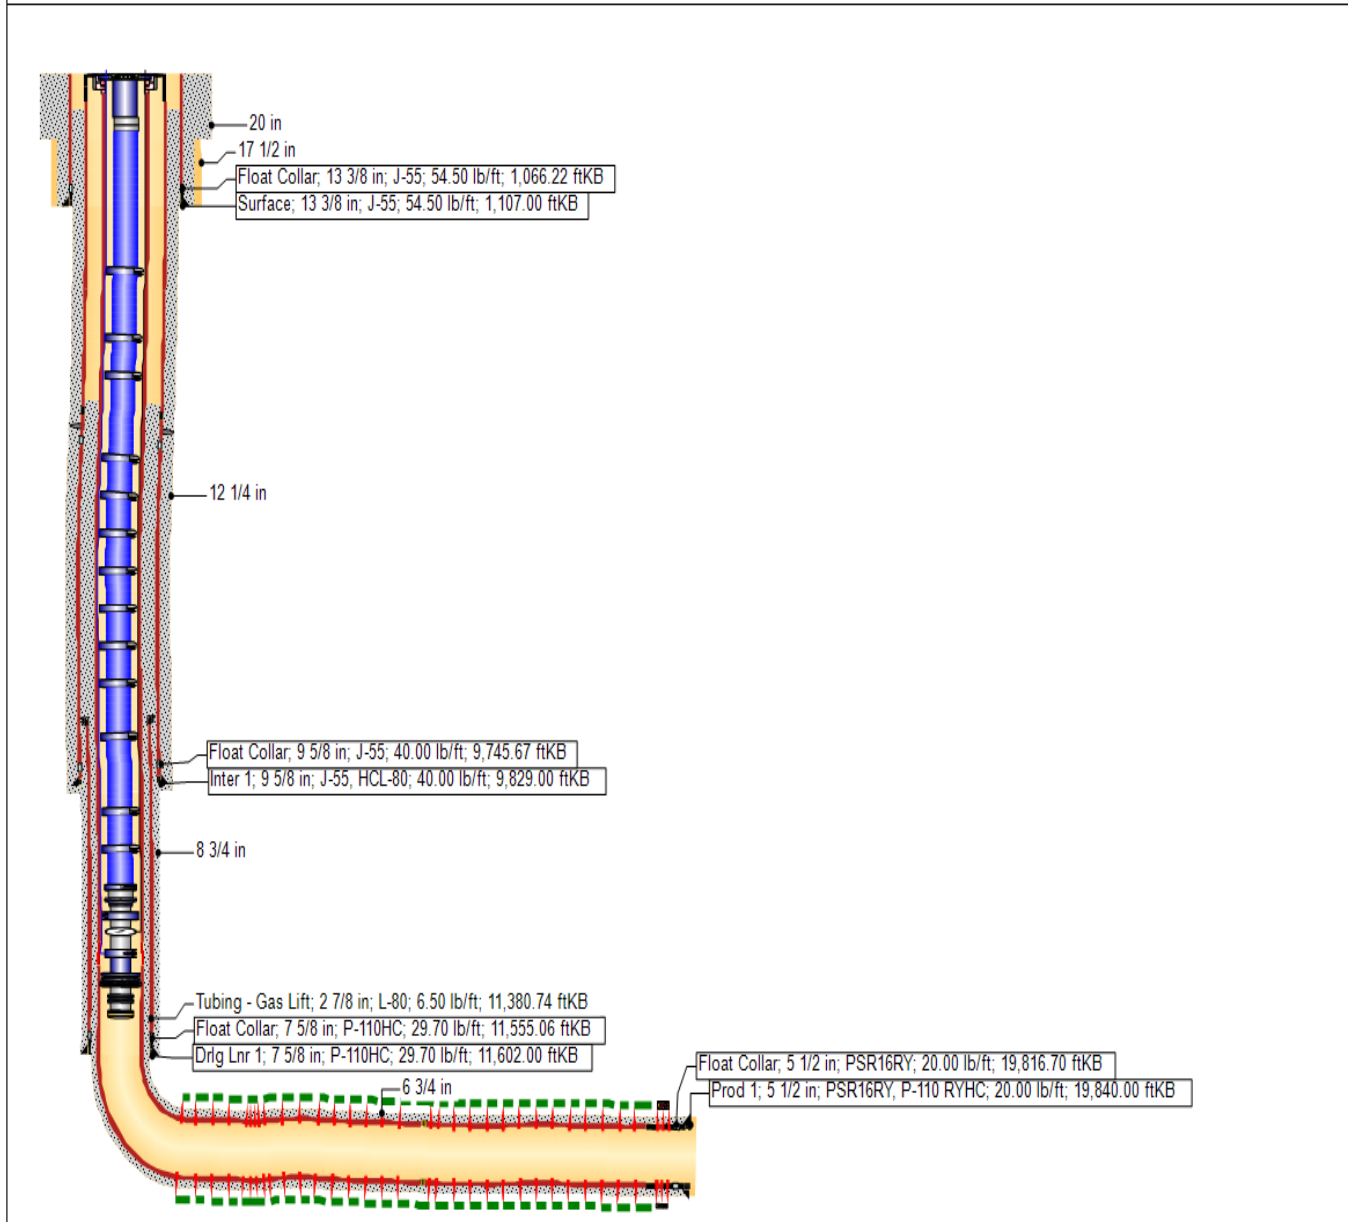 20 in
17 1/2 in
Float Collar; 13 3/8 in; J-55; 54.50 lb/ft; 1,066.22 ftKB
Surface; 13 3/8 in; J-55; 54.50 lb/ft; 1,107.00 ftKB
12 1/4 in
Float Collar; 9 5/8 in; J-55; 40.00 lb/ft; 9,745.67 ftKB
Inter 1; 9 5/8 in; J-55, HCL-80; 40.00 lb/ft; 9,829.00 ftKB
8 3/4 in
Tubing - Gas Lift; 2 7/8 in; L-80; 6.50 lb/ft; 11,380.74 ftKB
Float Collar; 7 5/8 in; P-110HC; 29.70 lb/ft; 11,555.06 ftKB
Drlg Lnr 1; 7 5/8 in; P-110HC; 29.70 lb/ft; 11,602.00 ftKB
Float Collar; 5 1/2 in; PSR16RY; 20.00 lb/ft; 19,816.70 ftKB
6 3/4 in
Prod 1; 5 1/2 in; PSR16RY, P-110 RYHC; 20.00 lb/ft; 19,840.00 ftKB